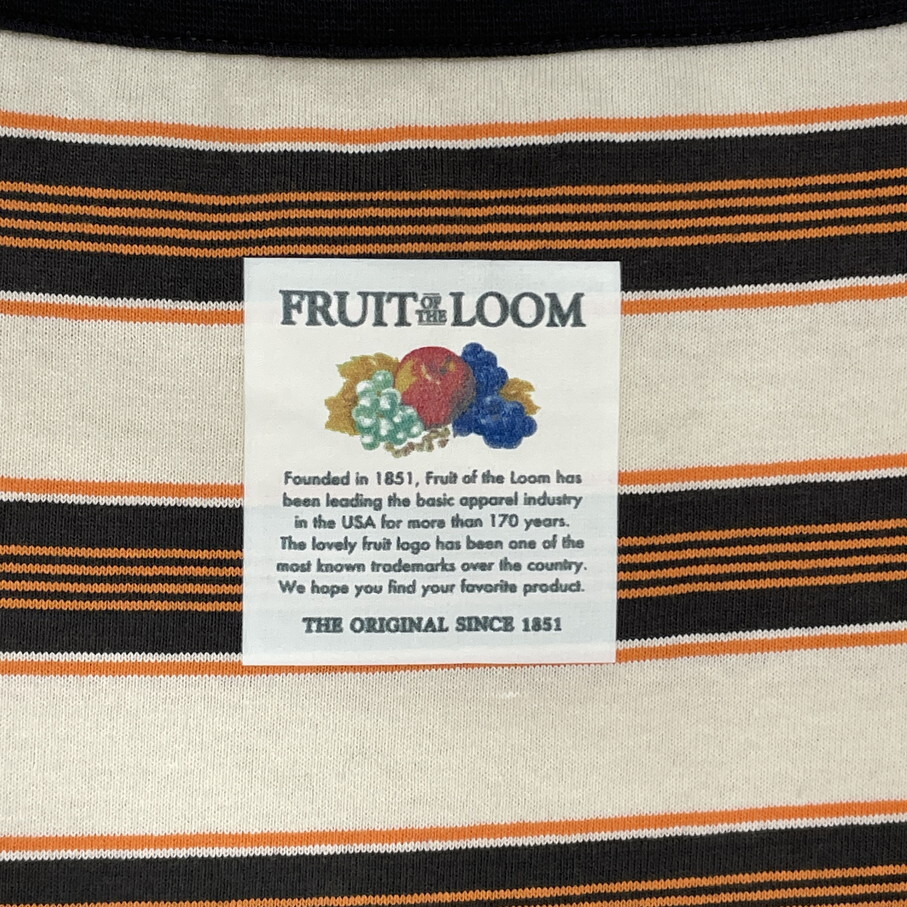 FRUIT OF THE LOOM
Founded in 1851, Fruit of the Loom has
been leading the basic apparel industry
in the USA for more than 170 years.
The lovely fruit logo has been one of the
most known trademarks over the country.
We hope you find your favorite product.
THE ORIGINAL SINCE 1851